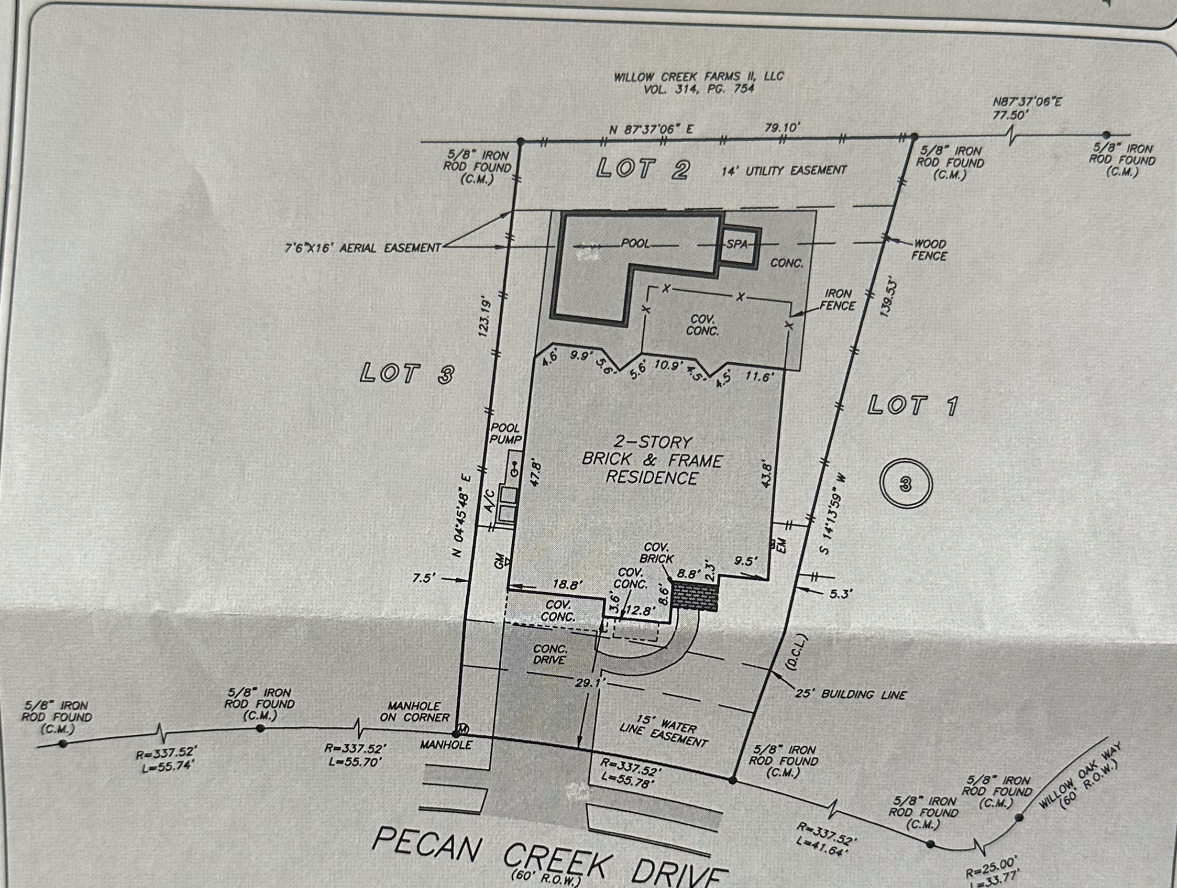 WILLOW CREEK FARMS II, LLC
VOL. 314, PG. 754
N87°37'06"E
77.50'
N 87°37'06" E 79.10'
5/8" IRON
ROD FOUND
(C.M.)
LOT 2
14' UTILITY EASEMENT
5/8" IRON
ROD FOUND
(C.M.)
5/8" IRON
ROD FOUND
(C.M.)
7'6"X16' AERIAL EASEMENT
POOL
SPA
CONC.
WOOD
FENCE
IRON
FENCE
COV.
CONC.
123.19'
139.53'
LOT 3
4.6'
9.9'
5.6'
5.6'
10.9'
4.5'
4.5'
11.6'
LOT 1
POOL
PUMP
2-STORY
BRICK & FRAME
RESIDENCE
47.8'
43.8'
3
A/C
N 04°45'48" E
S 14°13'59" W
GM
EM
COV.
BRICK
7.5'
18.8'
COV.
CONC.
8.8'
2.3'
9.5'
5.3'
COV.
CONC.
3.6'
12.8'
8.6'
CONC.
DRIVE
(D.C.L)
29.1'
25' BUILDING LINE
15' WATER
LINE EASEMENT
5/8" IRON
ROD FOUND
(C.M.)
5/8" IRON
ROD FOUND
(C.M.)
MANHOLE
ON CORNER
M
MANHOLE
R=337.52'
L=55.74'
R=337.52'
L=55.70'
R=337.52'
L=55.78'
5/8" IRON
ROD FOUND
(C.M.)
R=337.52'
L=41.64'
5/8" IRON
ROD FOUND
(C.M.)
5/8" IRON
ROD FOUND
(C.M.)
WILLOW OAK WAY
(60' R.O.W.)
R=25.00'
L=33.77'
PECAN CREEK DRIVE
(60' R.O.W.)